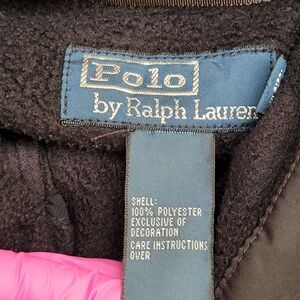 Polo
by Ralph Lauren
SHELL:
100% POLYESTER
EXCLUSIVE OF
DECORATION
CARE INSTRUCTIONS
OVER